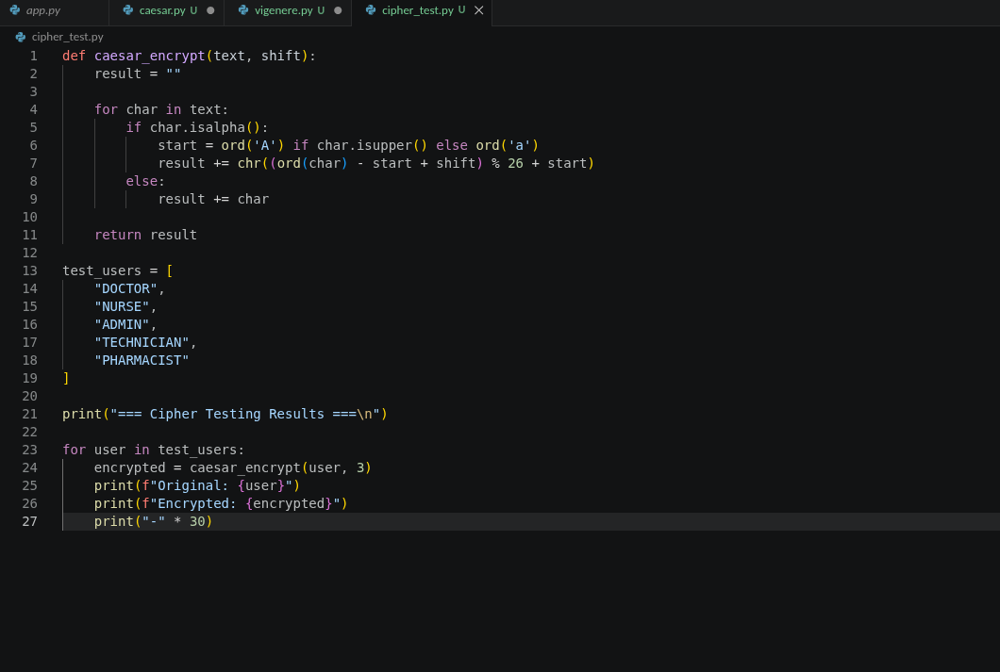 app.py caesar.py U vigenere.py U cipher_test.py U
cipher_test.py
1 def caesar_encrypt(text, shift):
2     result = ""
3
4     for char in text:
5         if char.isalpha():
6             start = ord('A') if char.isupper() else ord('a')
7             result += chr((ord(char) - start + shift) % 26 + start)
8         else:
9             result += char
10
11     return result
12
13 test_users = [
14     "DOCTOR",
15     "NURSE",
16     "ADMIN",
17     "TECHNICIAN",
18     "PHARMACIST"
19 ]
20
21 print("=== Cipher Testing Results ===\n")
22
23 for user in test_users:
24     encrypted = caesar_encrypt(user, 3)
25     print(f"Original: {user}")
26     print(f"Encrypted: {encrypted}")
27     print("-" * 30)